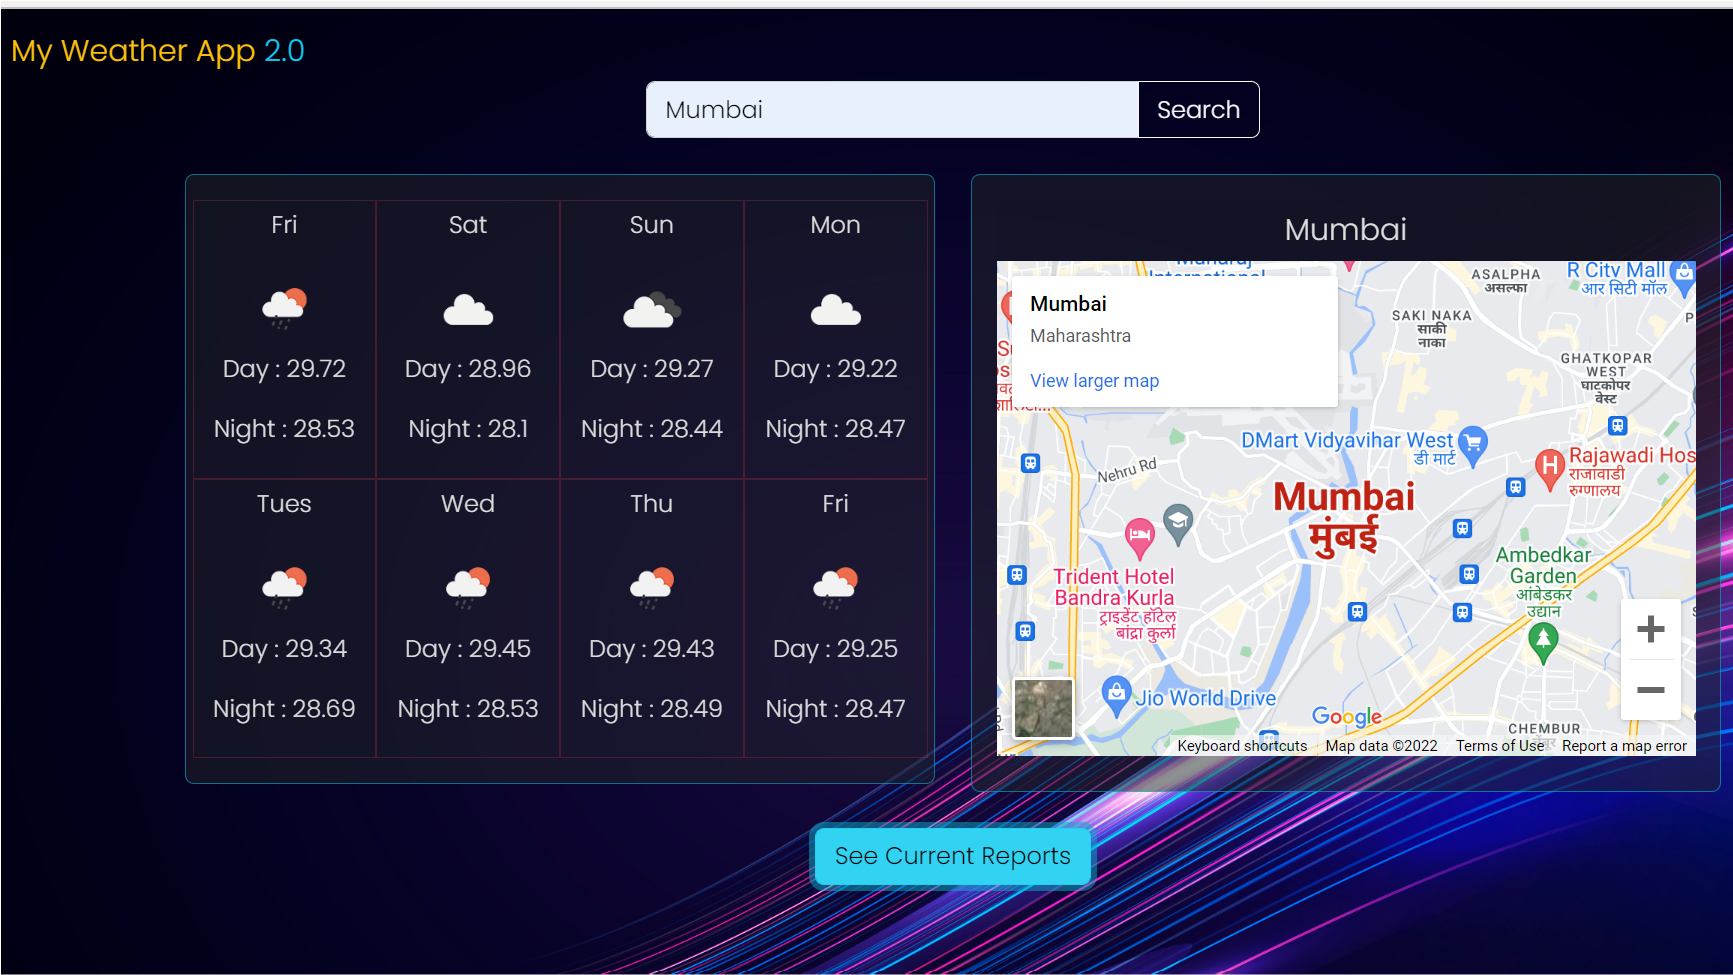 My Weather App 2.0
Mumbai
Search
Fri
Sat
Sun
Mon
Day : 29.72
Day : 28.96
Day : 29.27
Day : 29.22
Night : 28.53
Night : 28.1
Night : 28.44
Night : 28.47
Tues
Wed
Thu
Fri
Day : 29.34
Day : 29.45
Day : 29.43
Day : 29.25
Night : 28.69
Night : 28.53
Night : 28.49
Night : 28.47
Mumbai
International
Mumbai
Maharashtra
View larger map
ASALPHA
असल्फा
R City Mall
आर सिटी मॉल
SAKI NAKA
साकी
नाका
GHATKOPAR
WEST
घाटकोपर
वेस्ट
DMart Vidyavihar West
डी मार्ट
Nehru Rd
Rajawadi Hos
राजावाडी
रुग्णालय
Mumbai
मुंबई
Trident Hotel
Bandra Kurla
ट्राइडेंट हॉटेल
बांद्रा कुर्ला
Ambedkar
Garden
आंबेडकर
उद्यान
Jio World Drive
Google
CHEMBUR
Keyboard shortcuts
Map data ©2022
Terms of Use
Report a map error
See Current Reports